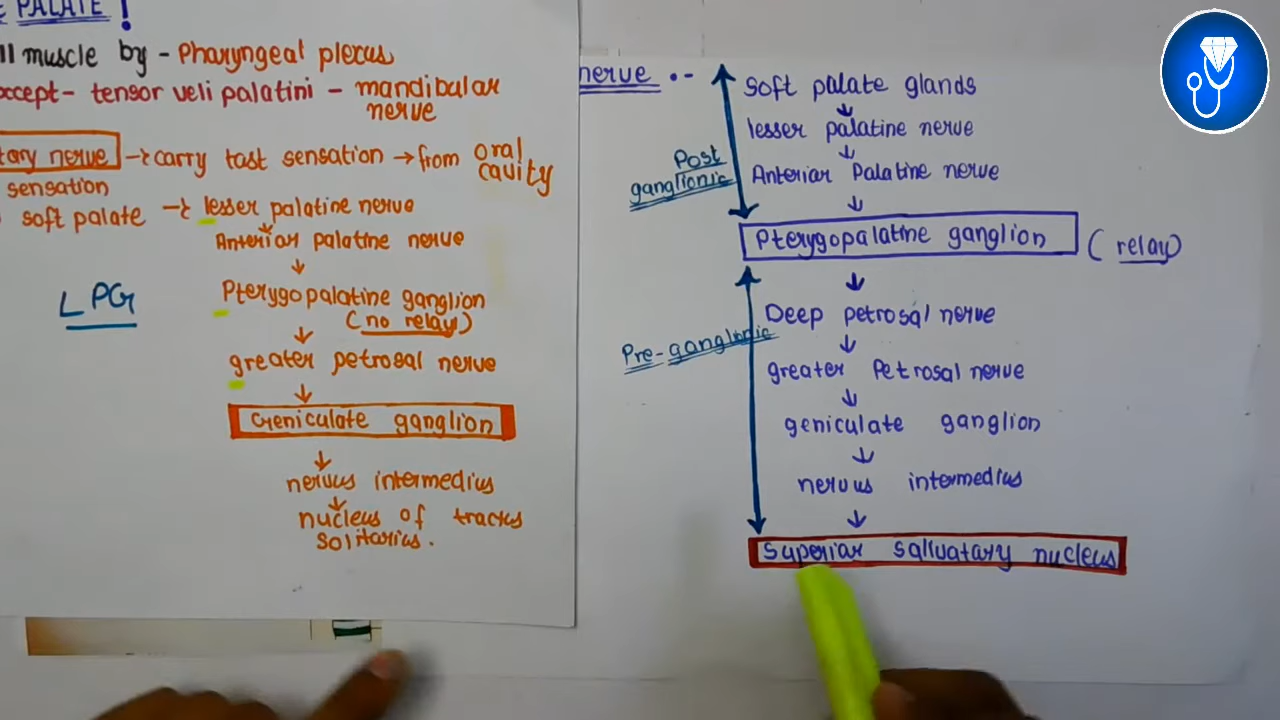 PALATE !
muscle by - Pharyngeal plexus
except - tensor veli palatini - mandibular
nerve
nerve → carry tast sensation → from oral
cavity
sensation
soft palate → lesser palatine nerve
Anterior palatine nerve
Pterygopalatine ganglion
(no relay)
LPG
greater petrosal nerve
Geniculate ganglion
nervus intermedius
nucleus of tractus
solitarius.
nerve :-
Soft palate glands
lesser palatine nerve
Post
ganglionic
Anterior Palatine nerve
Pterygopalatine ganglion
(relay)
Deep petrosal nerve
Pre-ganglionic
greater Petrosal nerve
geniculate ganglion
nervus intermedius
Superior salivatary nucleus